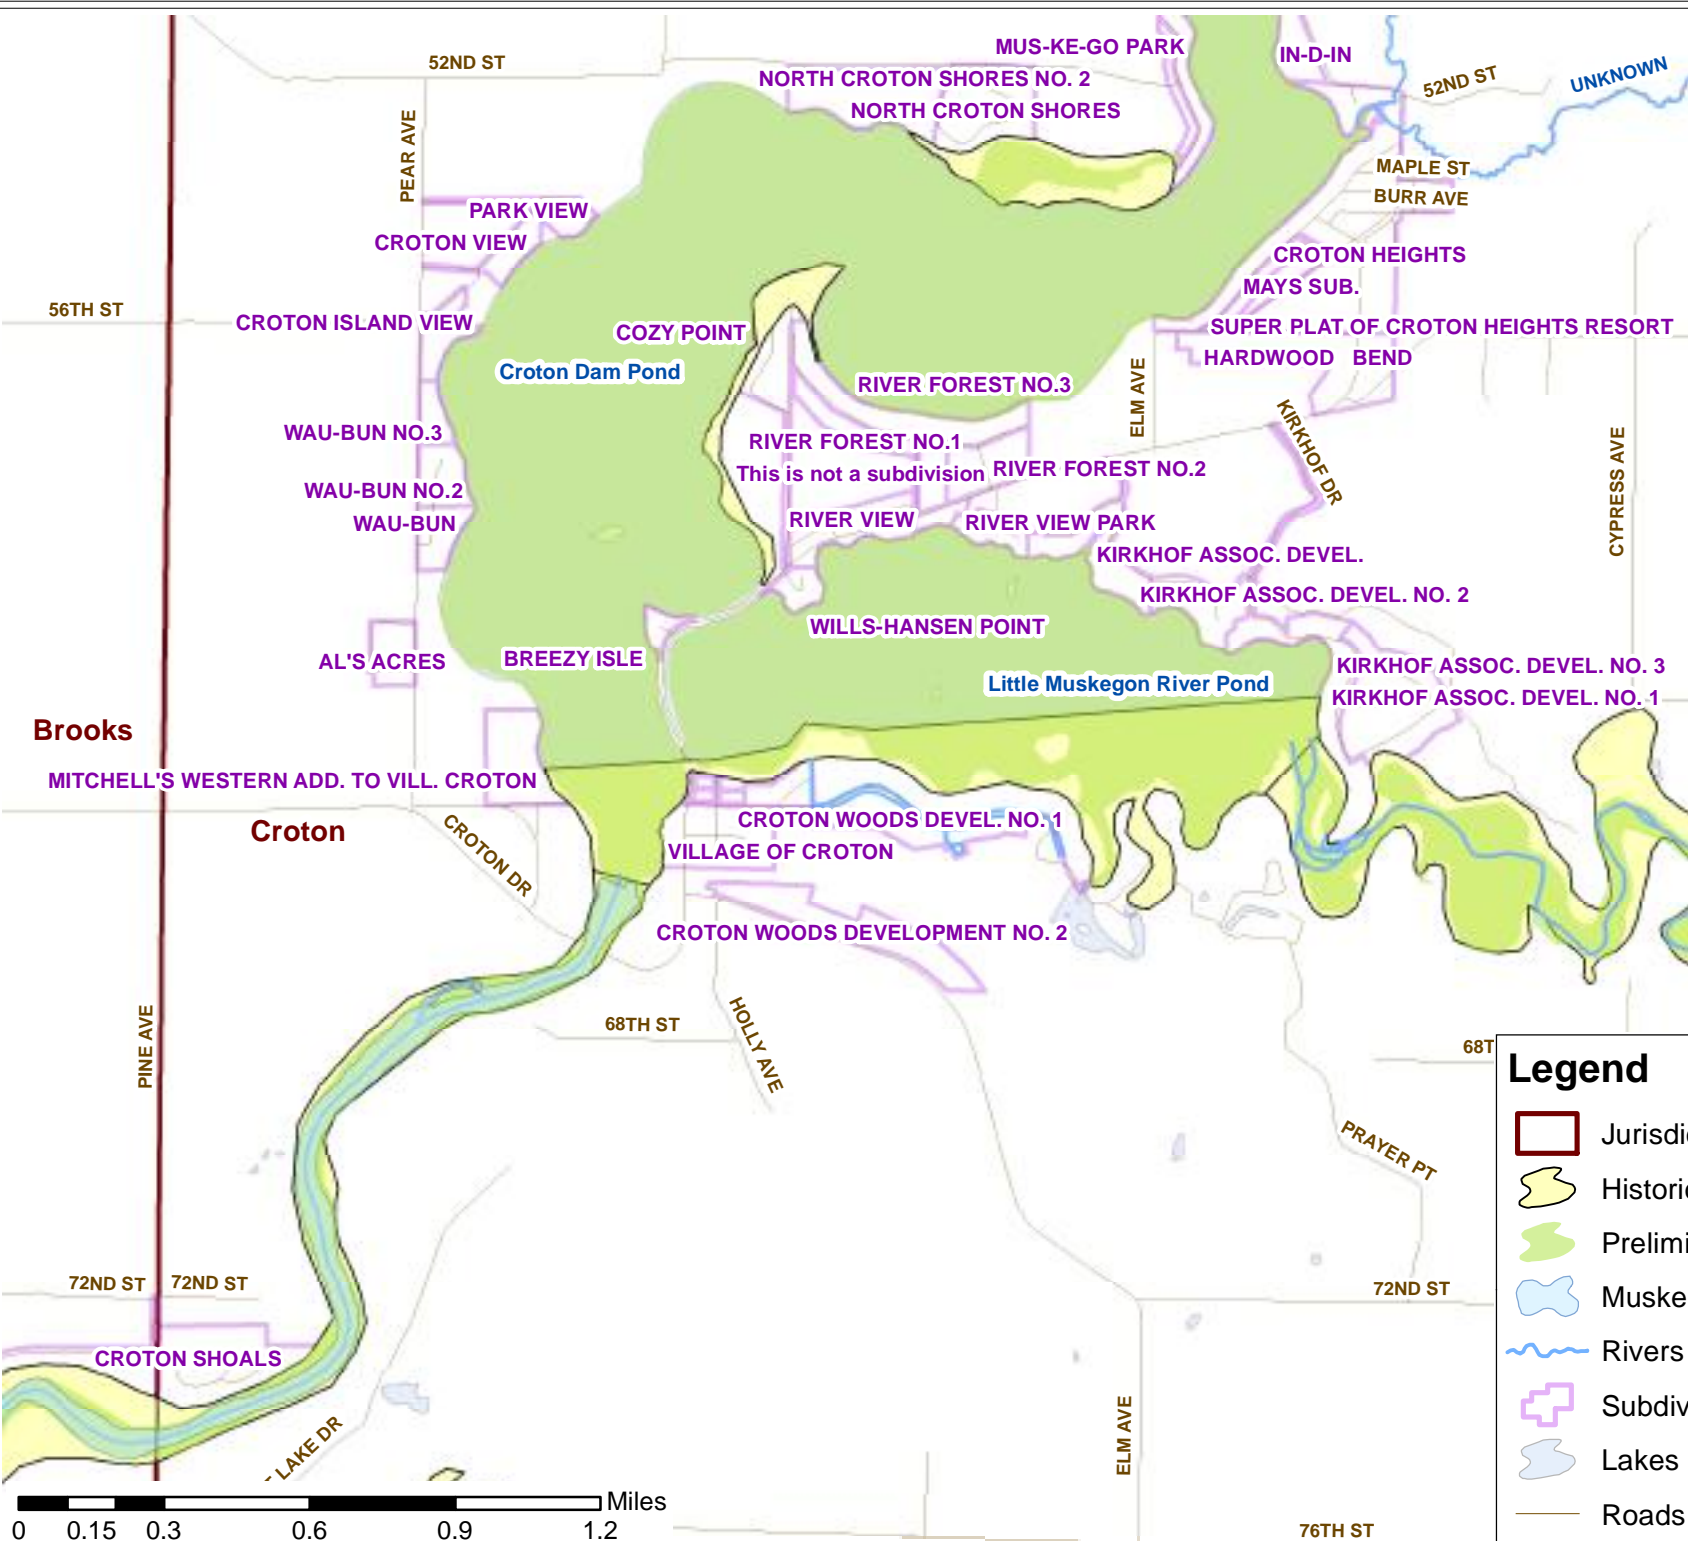 MUS-KE-GO PARK
IN-D-IN
52ND ST
NORTH CROTON SHORES NO. 2
52ND ST
UNKNOWN
NORTH CROTON SHORES
PEAR AVE
MAPLE ST
BURR AVE
PARK VIEW
CROTON VIEW
CROTON HEIGHTS
MAYS SUB.
56TH ST
CROTON ISLAND VIEW
COZY POINT
SUPER PLAT OF CROTON HEIGHTS RESORT
HARDWOOD BEND
Croton Dam Pond
RIVER FOREST NO.3
ELM AVE
KIRKHOF DR
CYPRESS AVE
WAU-BUN NO.3
RIVER FOREST NO.1
This is not a subdivision
RIVER FOREST NO.2
WAU-BUN NO.2
WAU-BUN
RIVER VIEW
RIVER VIEW PARK
KIRKHOF ASSOC. DEVEL.
KIRKHOF ASSOC. DEVEL. NO. 2
WILLS-HANSEN POINT
AL'S ACRES
BREEZY ISLE
KIRKHOF ASSOC. DEVEL. NO. 3
Little Muskegon River Pond
KIRKHOF ASSOC. DEVEL. NO. 1
Brooks
MITCHELL'S WESTERN ADD. TO VILL. CROTON
Croton
CROTON DR
CROTON WOODS DEVEL. NO. 1
VILLAGE OF CROTON
CROTON WOODS DEVELOPMENT NO. 2
PINE AVE
68TH ST
HOLLY AVE
68T
PRAYER PT
72ND ST
72ND ST
72ND ST
CROTON SHOALS
LAKE DR
ELM AVE
76TH ST
Miles
0 0.15 0.3 0.6 0.9 1.2
Legend
Jurisdi
Historic
Prelimi
Muske
Rivers
Subdiv
Lakes
Roads